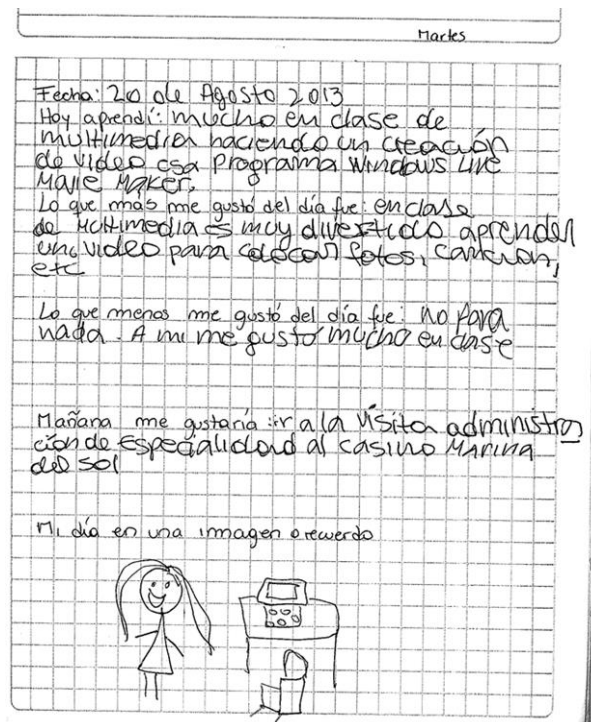 Martes
Fecha: 20 de Agosto 2013
Hoy aprendí: mucho en clase de
multimedia haciendo un creación
de video esa programa Windows Live
Movie Maker.
Lo que más me gustó del día fue: en clase
de Multimedia es muy divertido aprender
un video para colocar fotos, canción,
etc
Lo que menos me gustó del día fue: no para
nada. A mi me gusto mucho en clase
Mañana me gustaría: ir a la visita administra
ción de especialidad al casino Marina
del sol
Mi día en una immagen o recuerdo